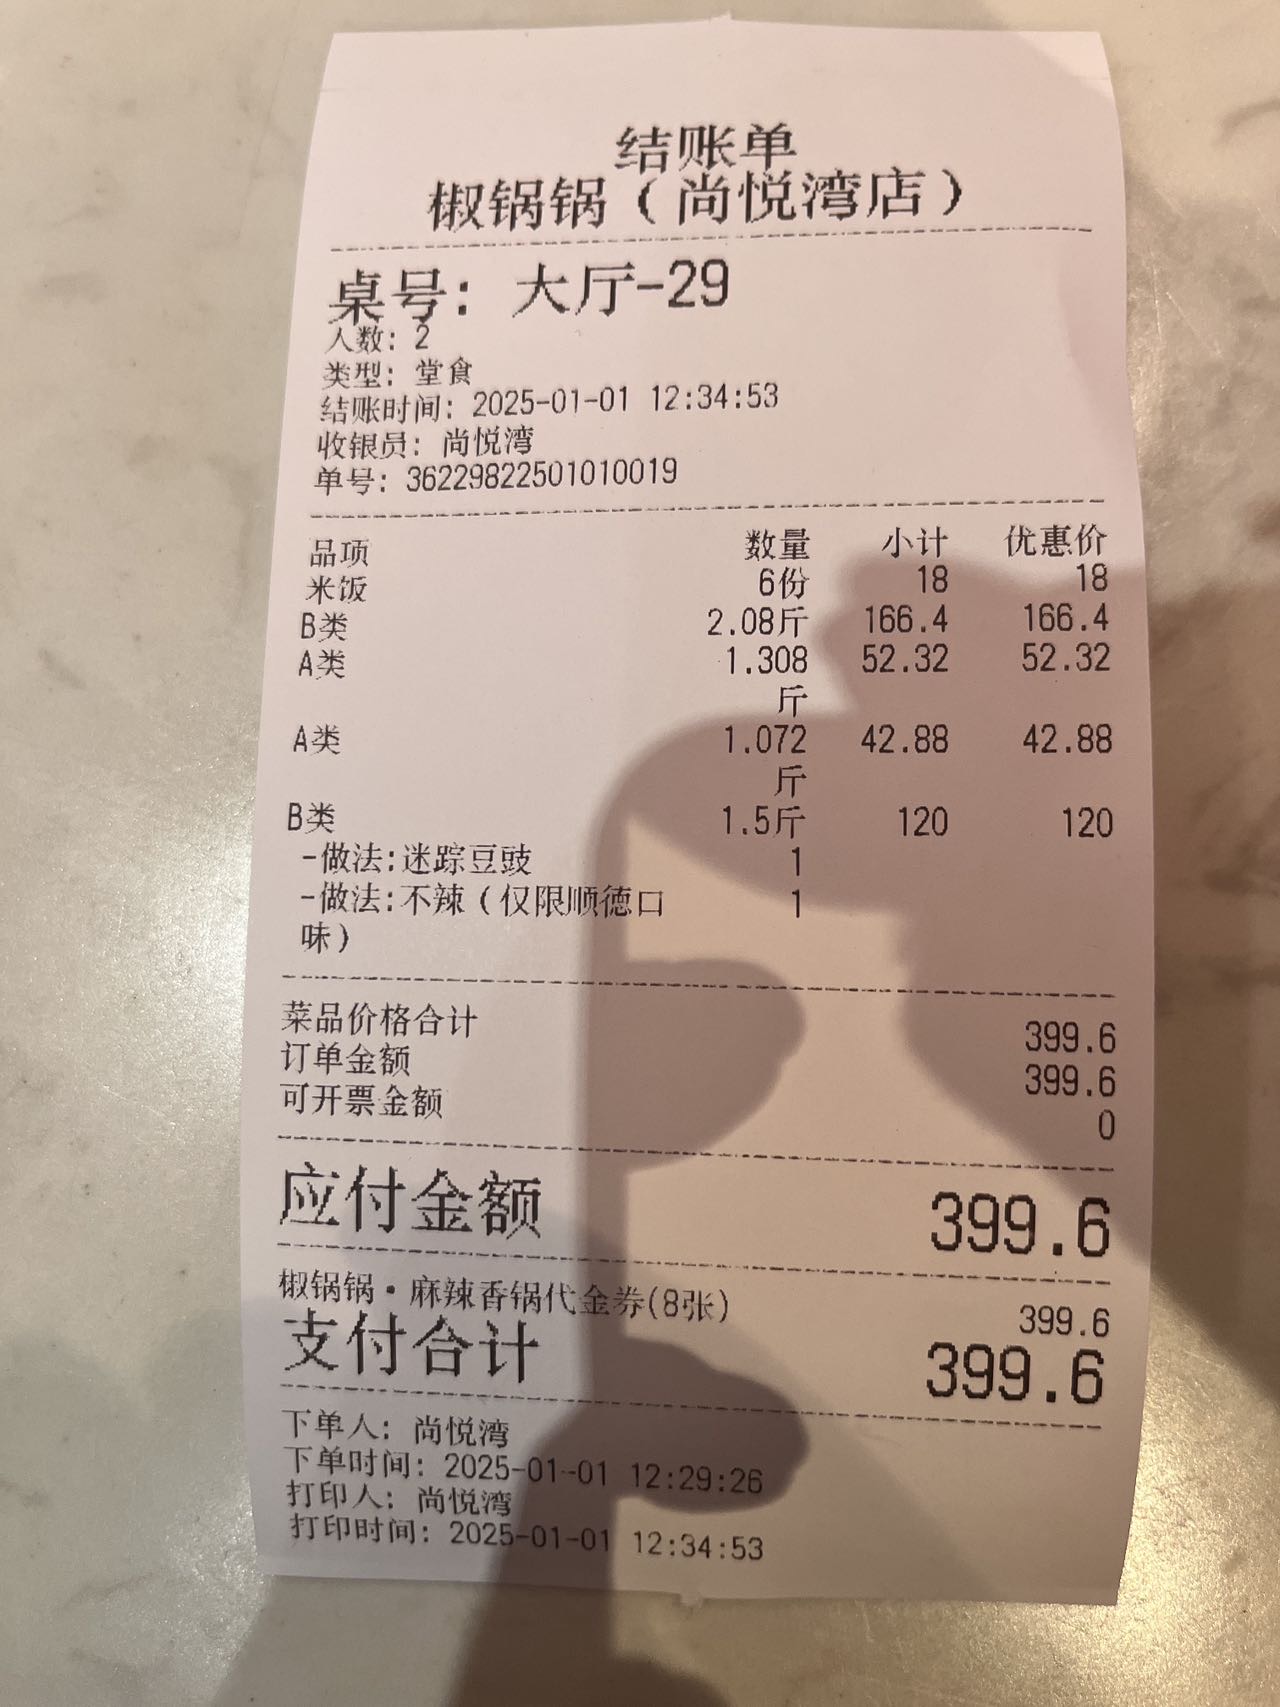 结账单
椒锅锅（尚悦湾店）
桌号：大厅-29
人数：2
类型：堂食
结账时间：2025-01-01 12:34:53
收银员：尚悦湾
单号：36229822501010019
品项 数量 小计 优惠价
米饭 6份 18 18
B类 2.08斤 166.4 166.4
A类 1.308 52.32 52.32
斤
A类 1.072 42.88 42.88
斤
B类 1.5斤 120 120
-做法:迷踪豆豉 1
-做法:不辣（仅限顺德口 1
味）
菜品价格合计 399.6
订单金额 399.6
可开票金额 0
应付金额 399.6
椒锅锅·麻辣香锅代金券(8张) 399.6
支付合计 399.6
下单人：尚悦湾
下单时间：2025-01-01 12:29:26
打印人：尚悦湾
打印时间：2025-01-01 12:34:53